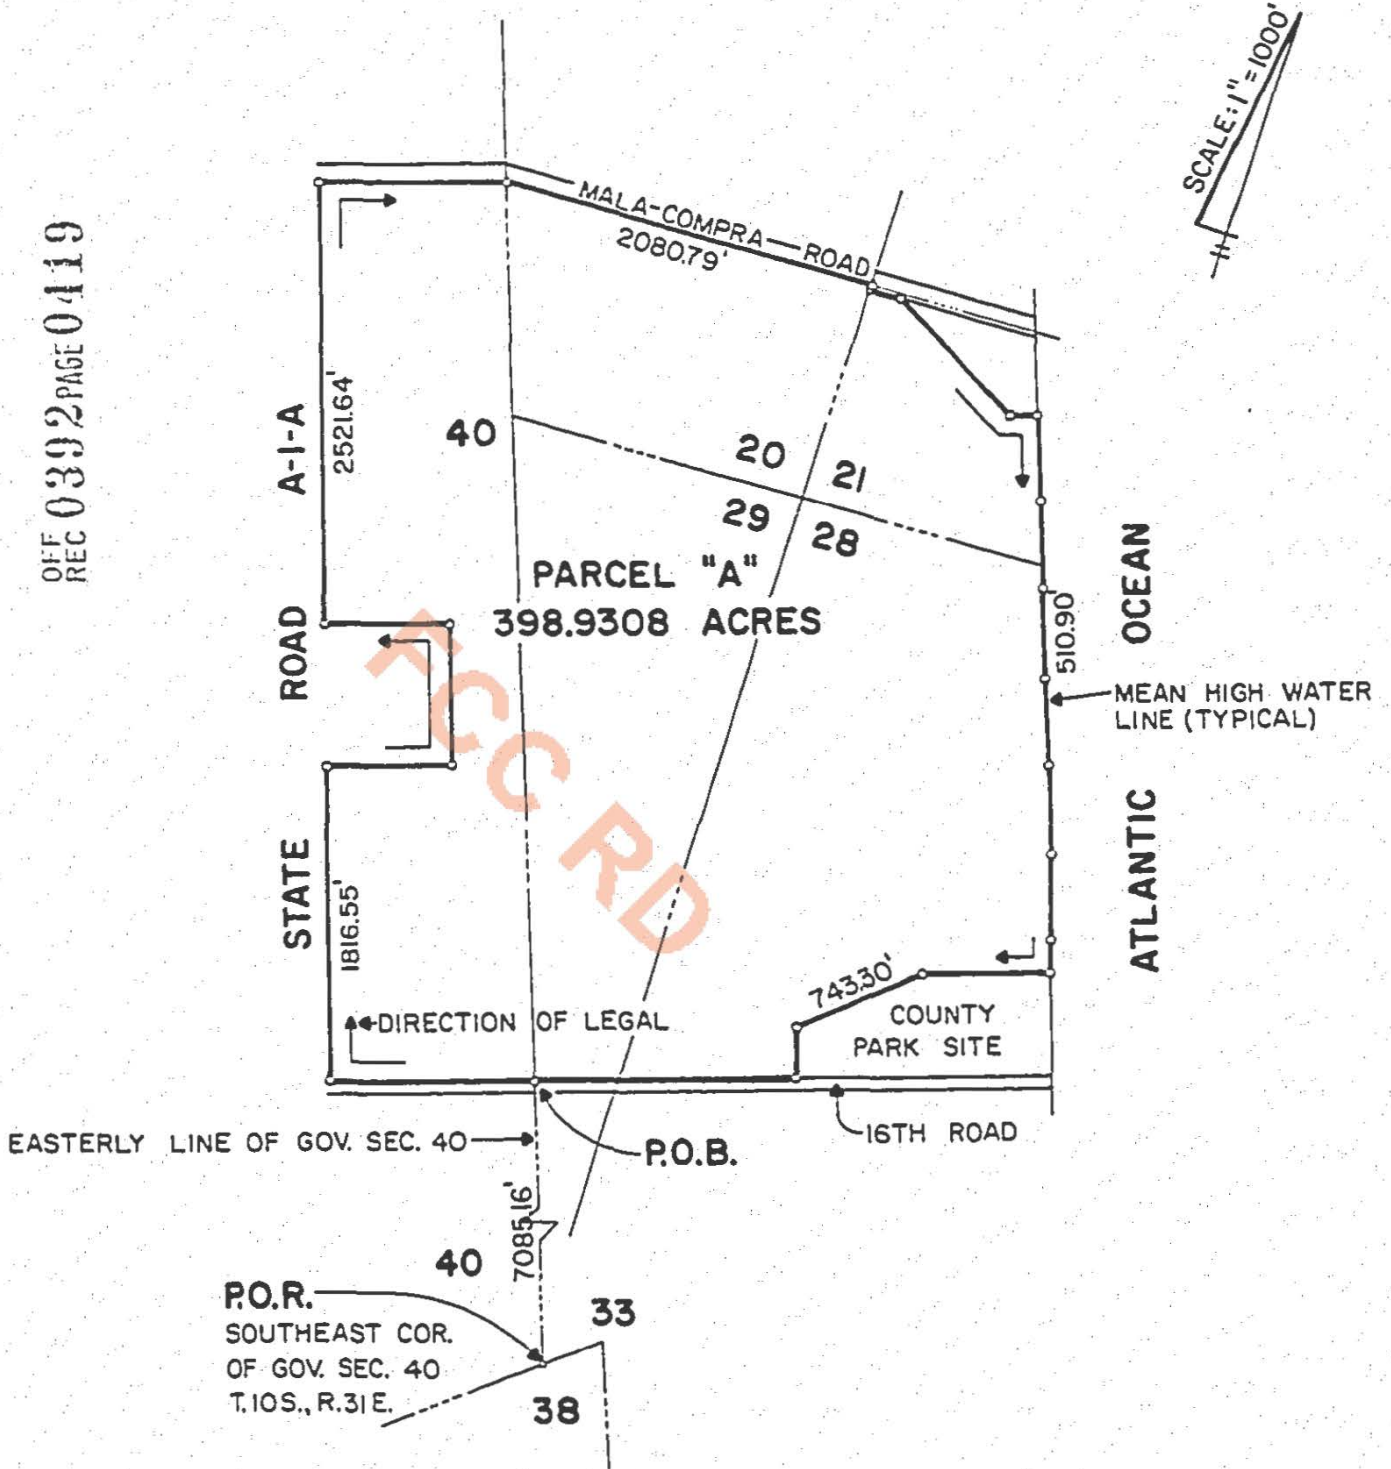 SCALE: 1" = 1000'
OFF
REC 0392 PAGE 0419
MALA-COMPRA ROAD
2080.79'
2521.64'
STATE ROAD A-1-A
40
20
21
29
28
PARCEL "A"
398.9308 ACRES
FCC RD
510.90'
ATLANTIC OCEAN
MEAN HIGH WATER
LINE (TYPICAL)
1816.55'
743.30'
COUNTY
PARK SITE
DIRECTION OF LEGAL
EASTERLY LINE OF GOV. SEC. 40
P.O.B.
16TH ROAD
7085.16'
40
P.O.R.
SOUTHEAST COR.
OF GOV. SEC. 40
T.10S., R.31E.
33
38